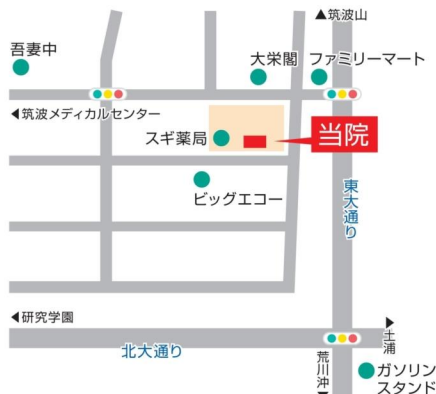 ▲筑波山
吾妻中
大栄閣
ファミリーマート
◀筑波メディカルセンター
スギ薬局
当院
ビッグエコー
東大通り
◀研究学園
▶土浦
北大通り
荒川沖▼
ガソリン
スタンド